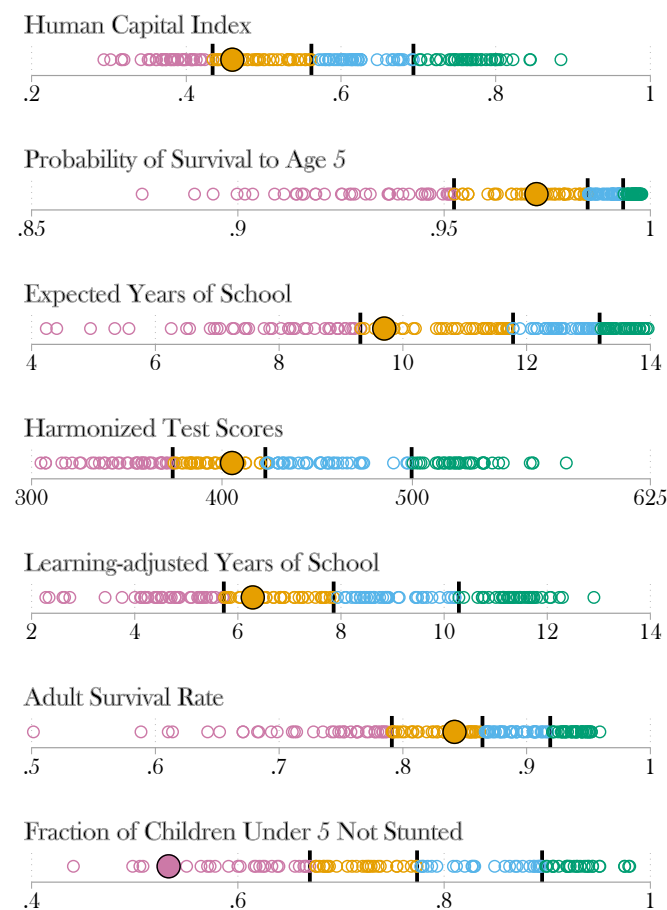 Human Capital Index
.2 .4 .6 .8 1
Probability of Survival to Age 5
.85 .9 .95 1
Expected Years of School
4 6 8 10 12 14
Harmonized Test Scores
300 400 500 625
Learning-adjusted Years of School
2 4 6 8 10 12 14
Adult Survival Rate
.5 .6 .7 .8 .9 1
Fraction of Children Under 5 Not Stunted
.4 .6 .8 1